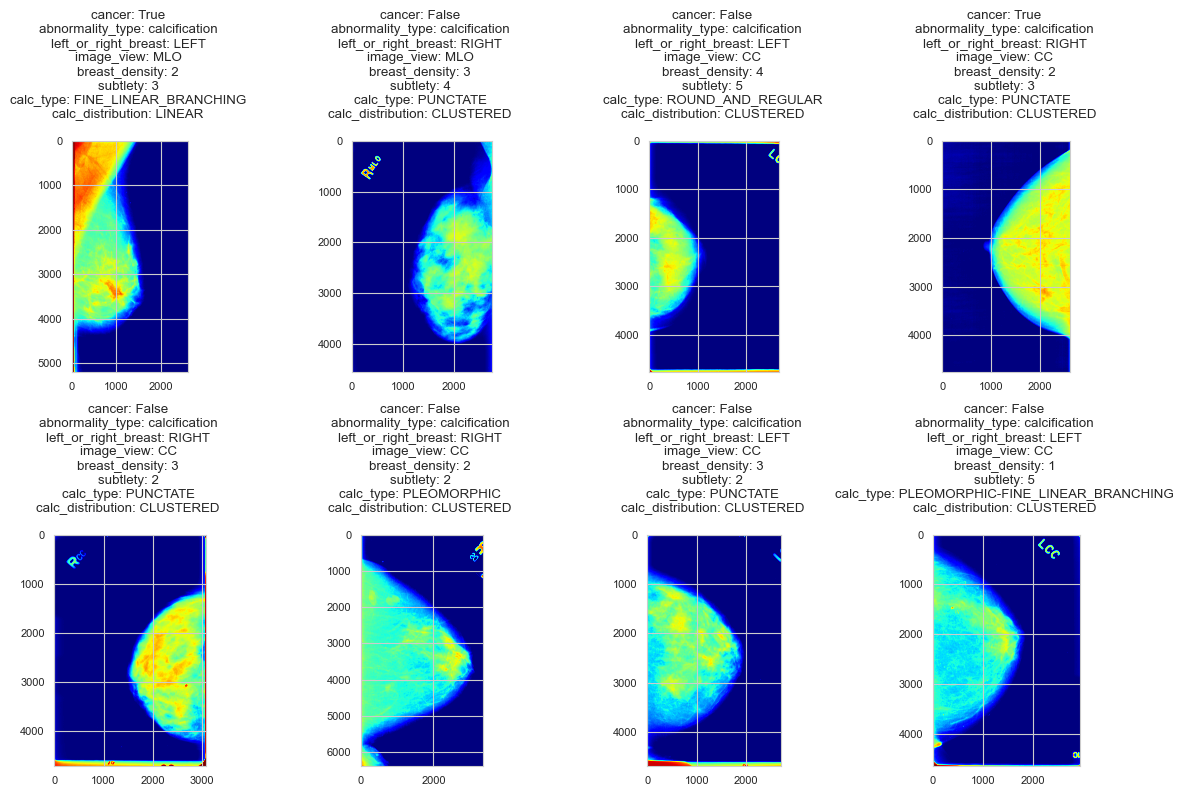 cancer: True
abnormality_type: calcification
left_or_right_breast: LEFT
image_view: MLO
breast_density: 2
subtlety: 3
calc_type: FINE_LINEAR_BRANCHING
calc_distribution: LINEAR
0
1000
2000
3000
4000
5000
0
1000
2000
cancer: False
abnormality_type: calcification
left_or_right_breast: RIGHT
image_view: MLO
breast_density: 3
subtlety: 4
calc_type: PUNCTATE
calc_distribution: CLUSTERED
RMLO
0
1000
2000
3000
4000
0
1000
2000
cancer: False
abnormality_type: calcification
left_or_right_breast: LEFT
image_view: CC
breast_density: 4
subtlety: 5
calc_type: ROUND_AND_REGULAR
calc_distribution: CLUSTERED
0
1000
2000
3000
4000
0
1000
2000
cancer: True
abnormality_type: calcification
left_or_right_breast: RIGHT
image_view: CC
breast_density: 2
subtlety: 3
calc_type: PUNCTATE
calc_distribution: CLUSTERED
0
1000
2000
3000
4000
0
1000
2000
cancer: False
abnormality_type: calcification
left_or_right_breast: RIGHT
image_view: CC
breast_density: 3
subtlety: 2
calc_type: PUNCTATE
calc_distribution: CLUSTERED
RCC
0
1000
2000
3000
4000
0
1000
2000
3000
cancer: False
abnormality_type: calcification
left_or_right_breast: RIGHT
image_view: CC
breast_density: 2
subtlety: 2
calc_type: PLEOMORPHIC
calc_distribution: CLUSTERED
0
1000
2000
3000
4000
5000
6000
0
2000
cancer: False
abnormality_type: calcification
left_or_right_breast: LEFT
image_view: CC
breast_density: 3
subtlety: 2
calc_type: PUNCTATE
calc_distribution: CLUSTERED
0
1000
2000
3000
4000
0
1000
2000
cancer: False
abnormality_type: calcification
left_or_right_breast: LEFT
image_view: CC
breast_density: 1
subtlety: 5
calc_type: PLEOMORPHIC-FINE_LINEAR_BRANCHING
calc_distribution: CLUSTERED
LCC
0
1000
2000
3000
4000
0
1000
2000